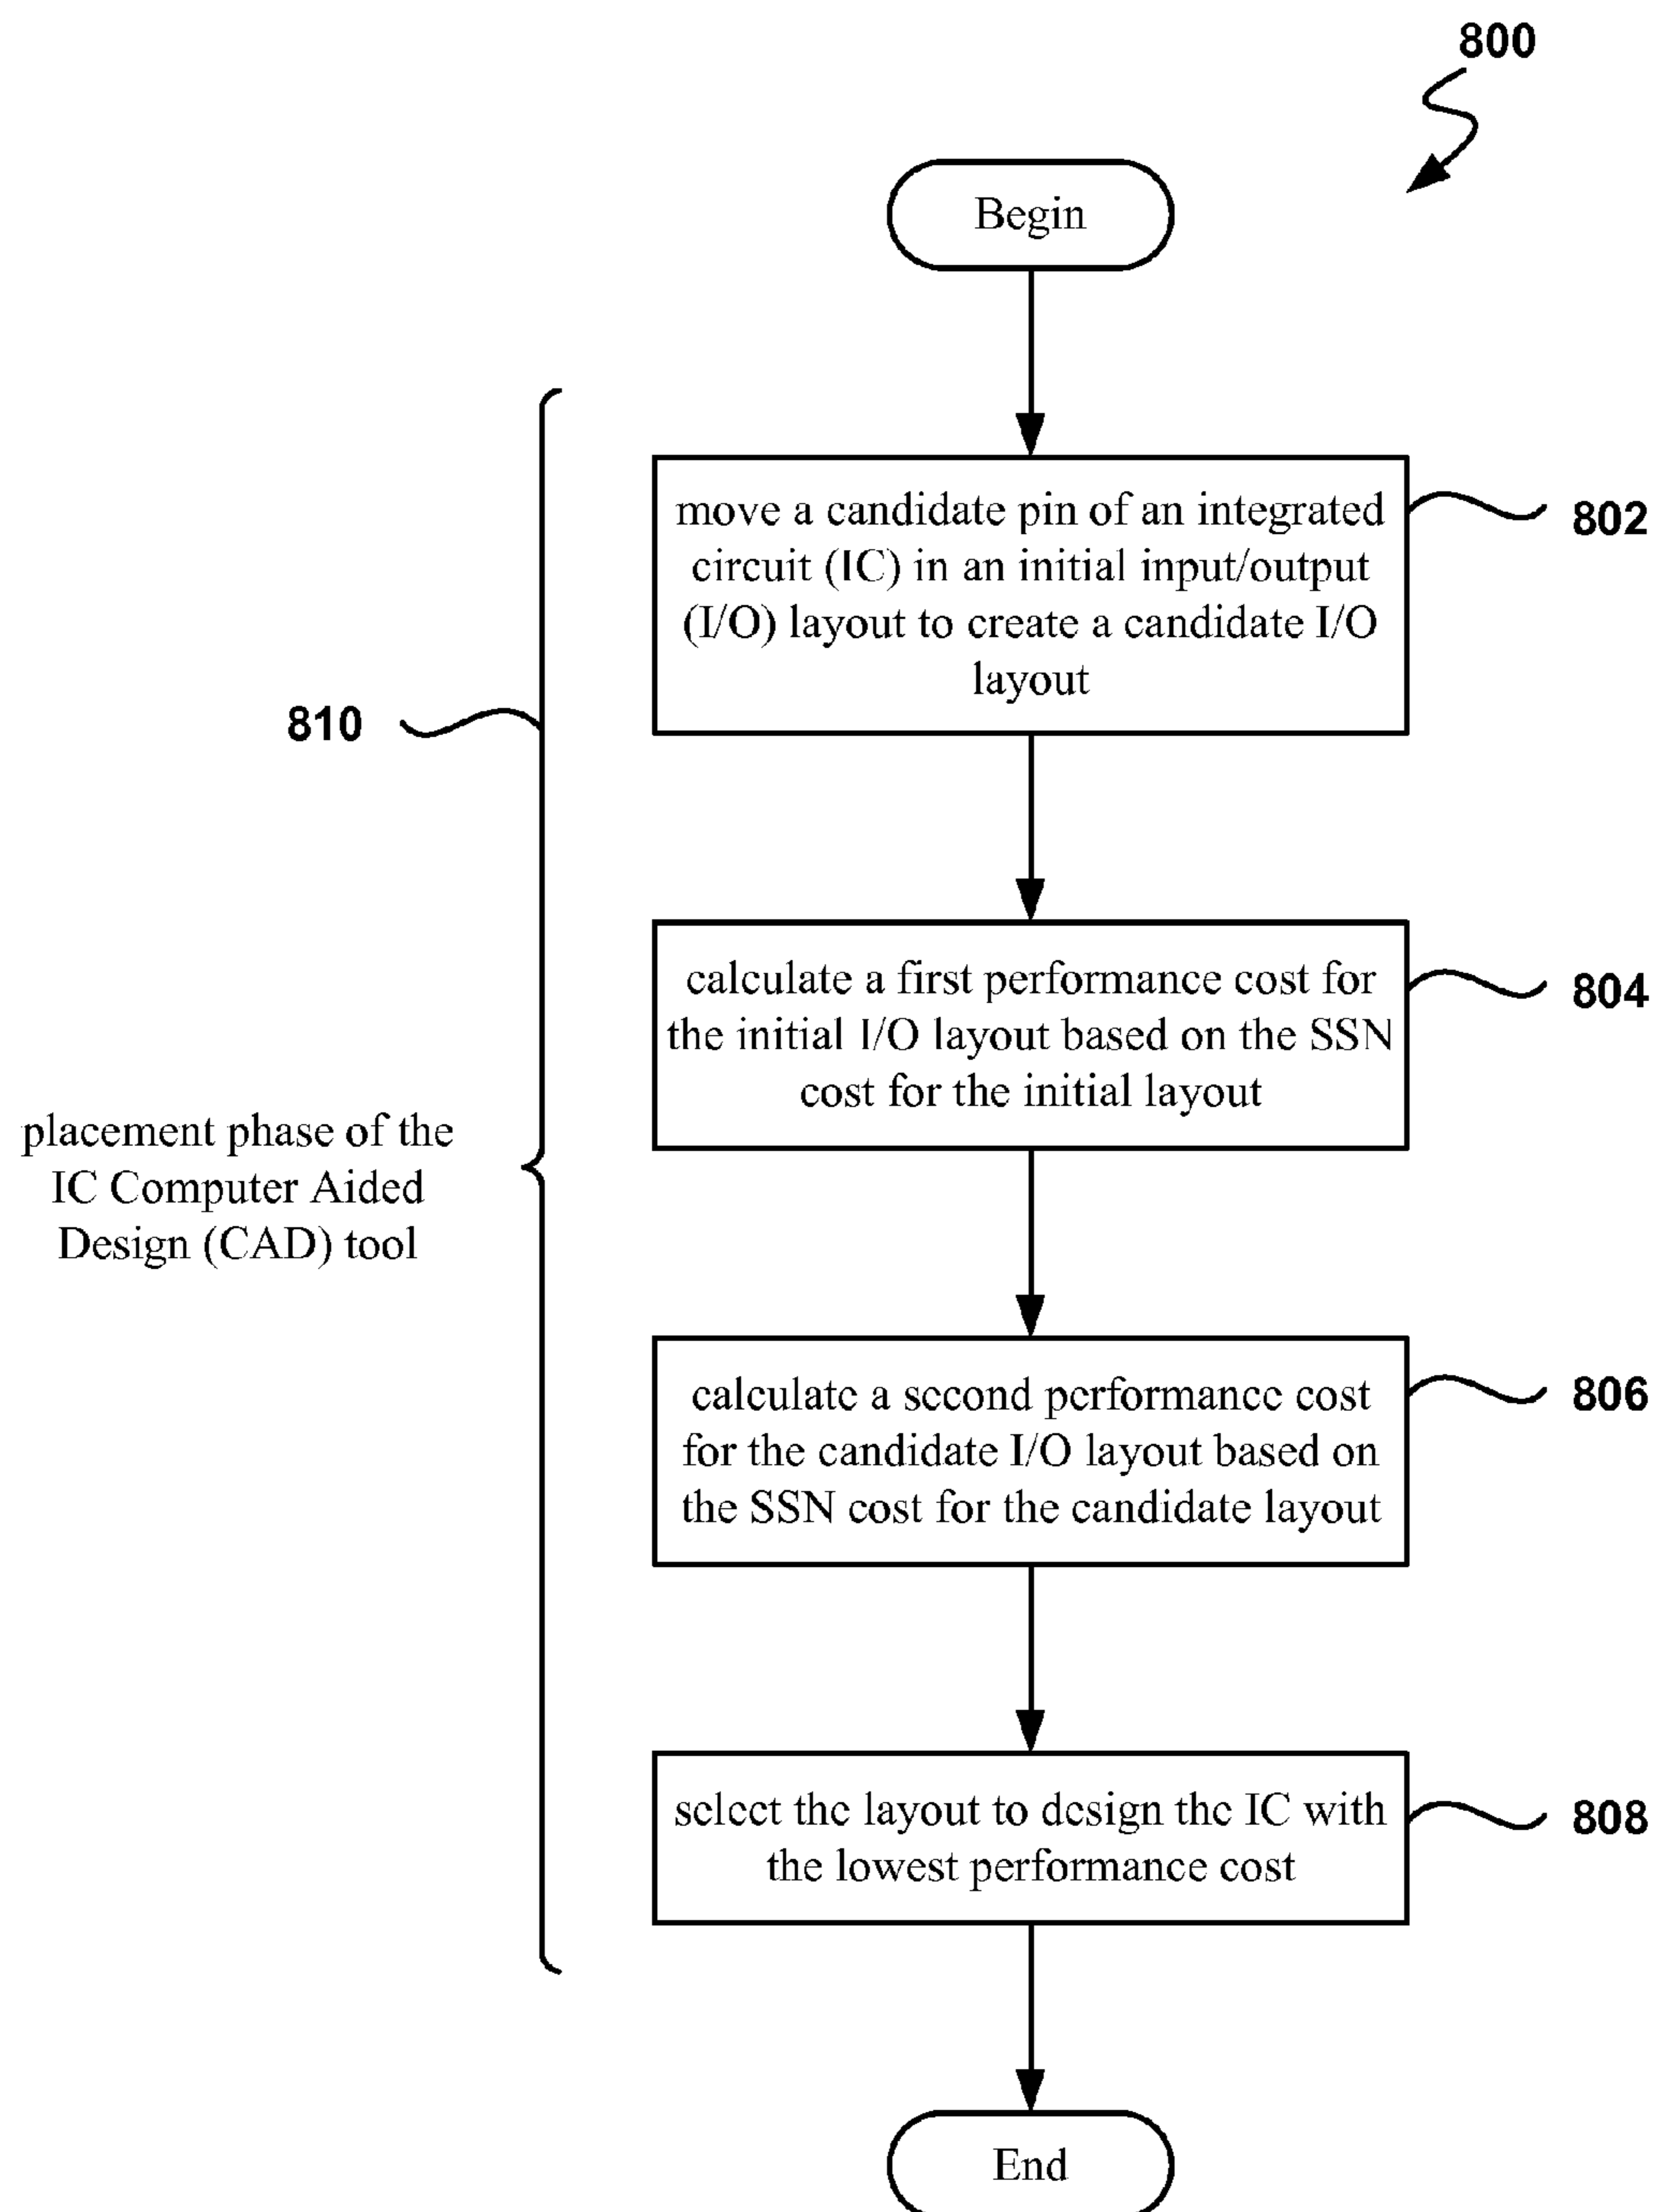 800
Begin
move a candidate pin of an integrated
circuit (IC) in an initial input/output
(I/O) layout to create a candidate I/O
layout
802
810
calculate a first performance cost for
the initial I/O layout based on the SSN
cost for the initial layout
804
placement phase of the
IC Computer Aided
Design (CAD) tool
calculate a second performance cost
for the candidate I/O layout based on
the SSN cost for the candidate layout
806
select the layout to design the IC with
the lowest performance cost
808
End